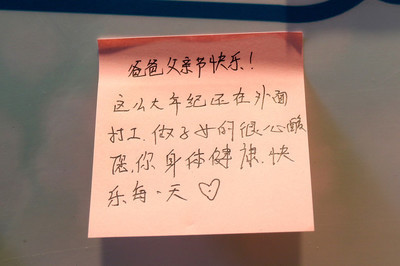 爸爸父亲节快乐！
这么大年纪还在外面
打工.做子女的很心酸
愿.你身体健康.快
乐每一天♡